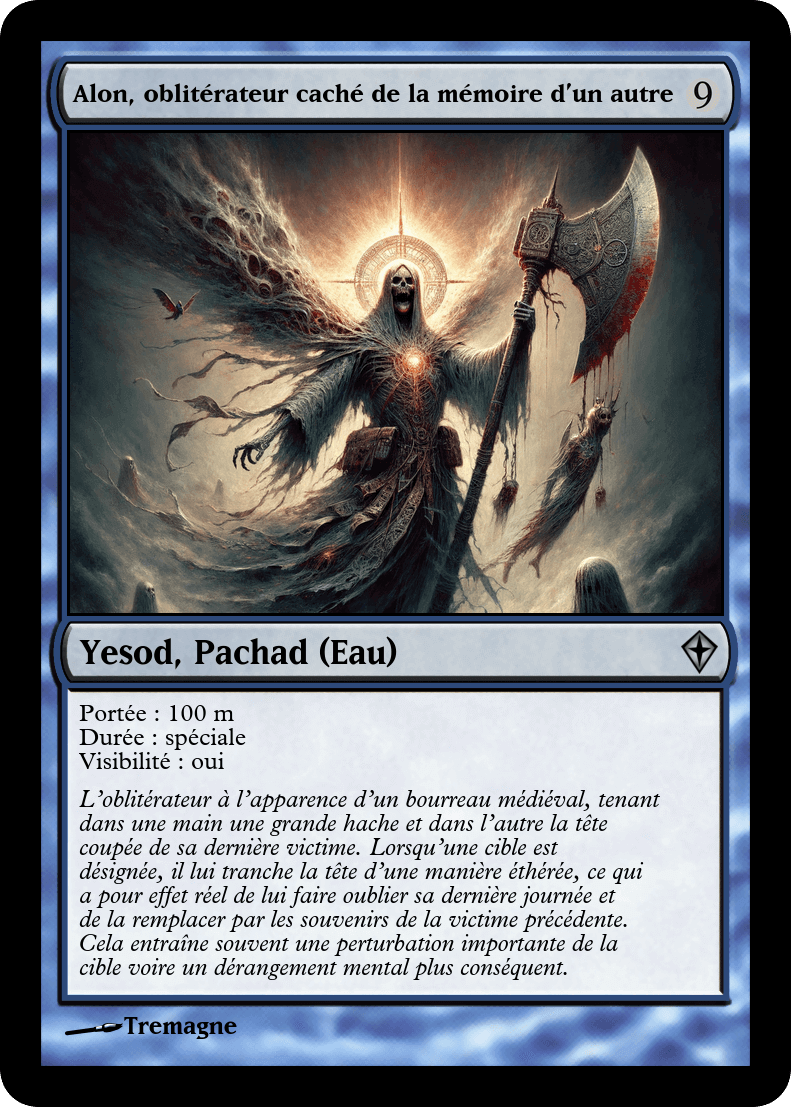 Alon, oblitérateur caché de la mémoire d'un autre 9
Yesod, Pachad (Eau)
Portée : 100 m
Durée : spéciale
Visibilité : oui
L'oblitérateur à l'apparence d'un bourreau médiéval, tenant
dans une main une grande hache et dans l'autre la tête
coupée de sa dernière victime. Lorsqu'une cible est
désignée, il lui tranche la tête d'une manière éthérée, ce qui
a pour effet réel de lui faire oublier sa dernière journée et
de la remplacer par les souvenirs de la victime précédente.
Cela entraîne souvent une perturbation importante de la
cible voire un dérangement mental plus conséquent.
Tremagne